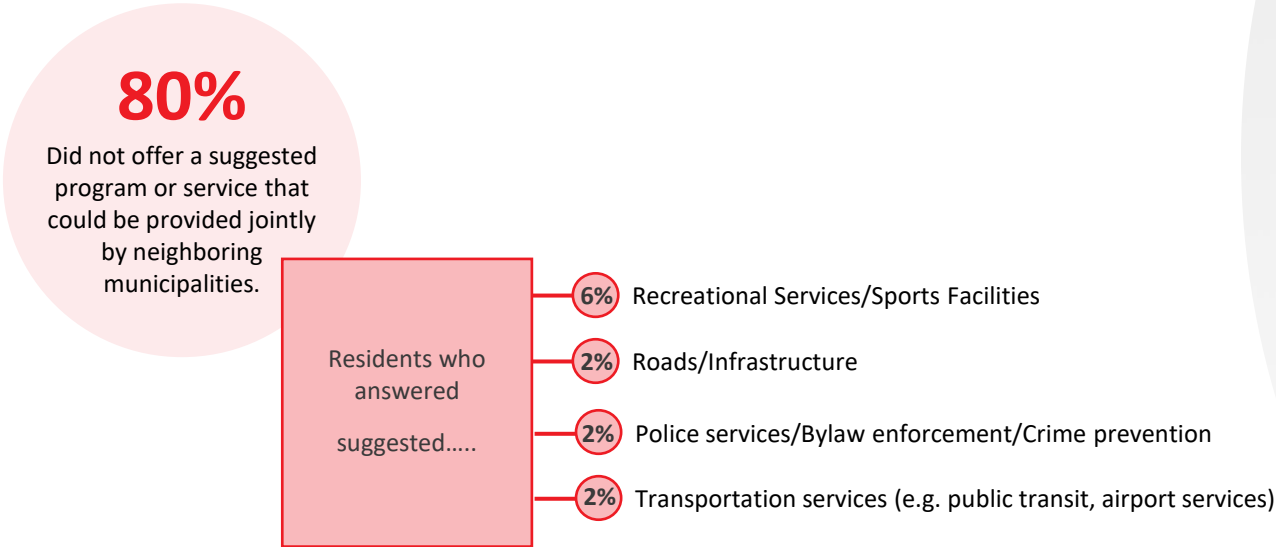 80%
Did not offer a suggested
program or service that
could be provided jointly
by neighboring
municipalities.
Residents who
answered
suggested.....
6% Recreational Services/Sports Facilities
2% Roads/Infrastructure
2% Police services/Bylaw enforcement/Crime prevention
2% Transportation services (e.g. public transit, airport services)